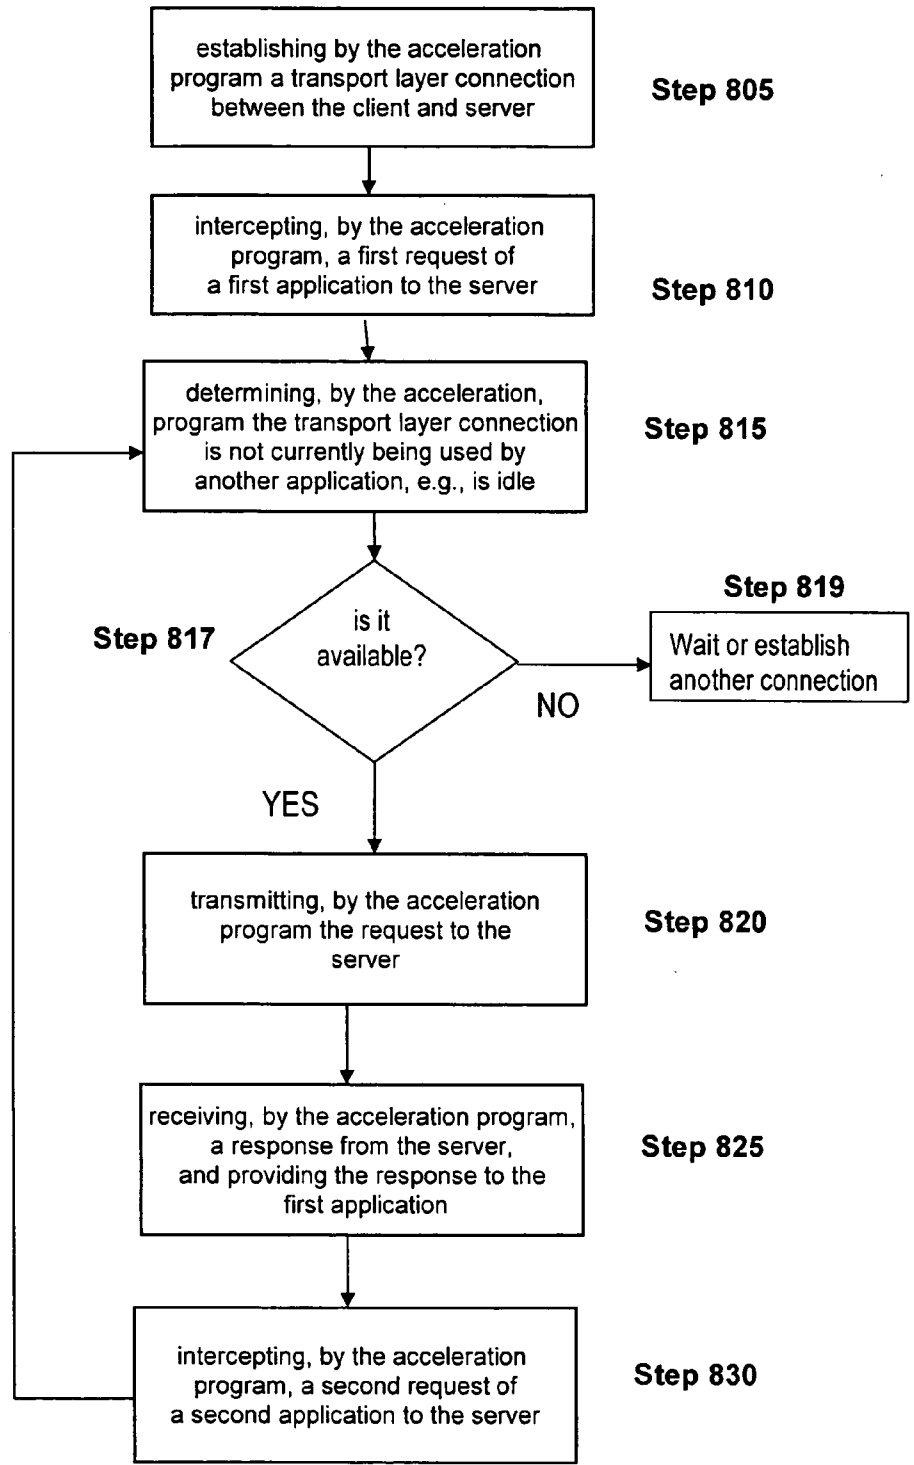 establishing by the acceleration
program a transport layer connection
between the client and server
Step 805
intercepting, by the acceleration
program, a first request of
a first application to the server
Step 810
determining, by the acceleration,
program the transport layer connection
is not currently being used by
another application, e.g., is idle
Step 815
Step 817
is it
available?
Step 819
Wait or establish
another connection
NO
YES
transmitting, by the acceleration
program the request to the
server
Step 820
receiving, by the acceleration program,
a response from the server,
and providing the response to the
first application
Step 825
intercepting, by the acceleration
program, a second request of
a second application to the server
Step 830